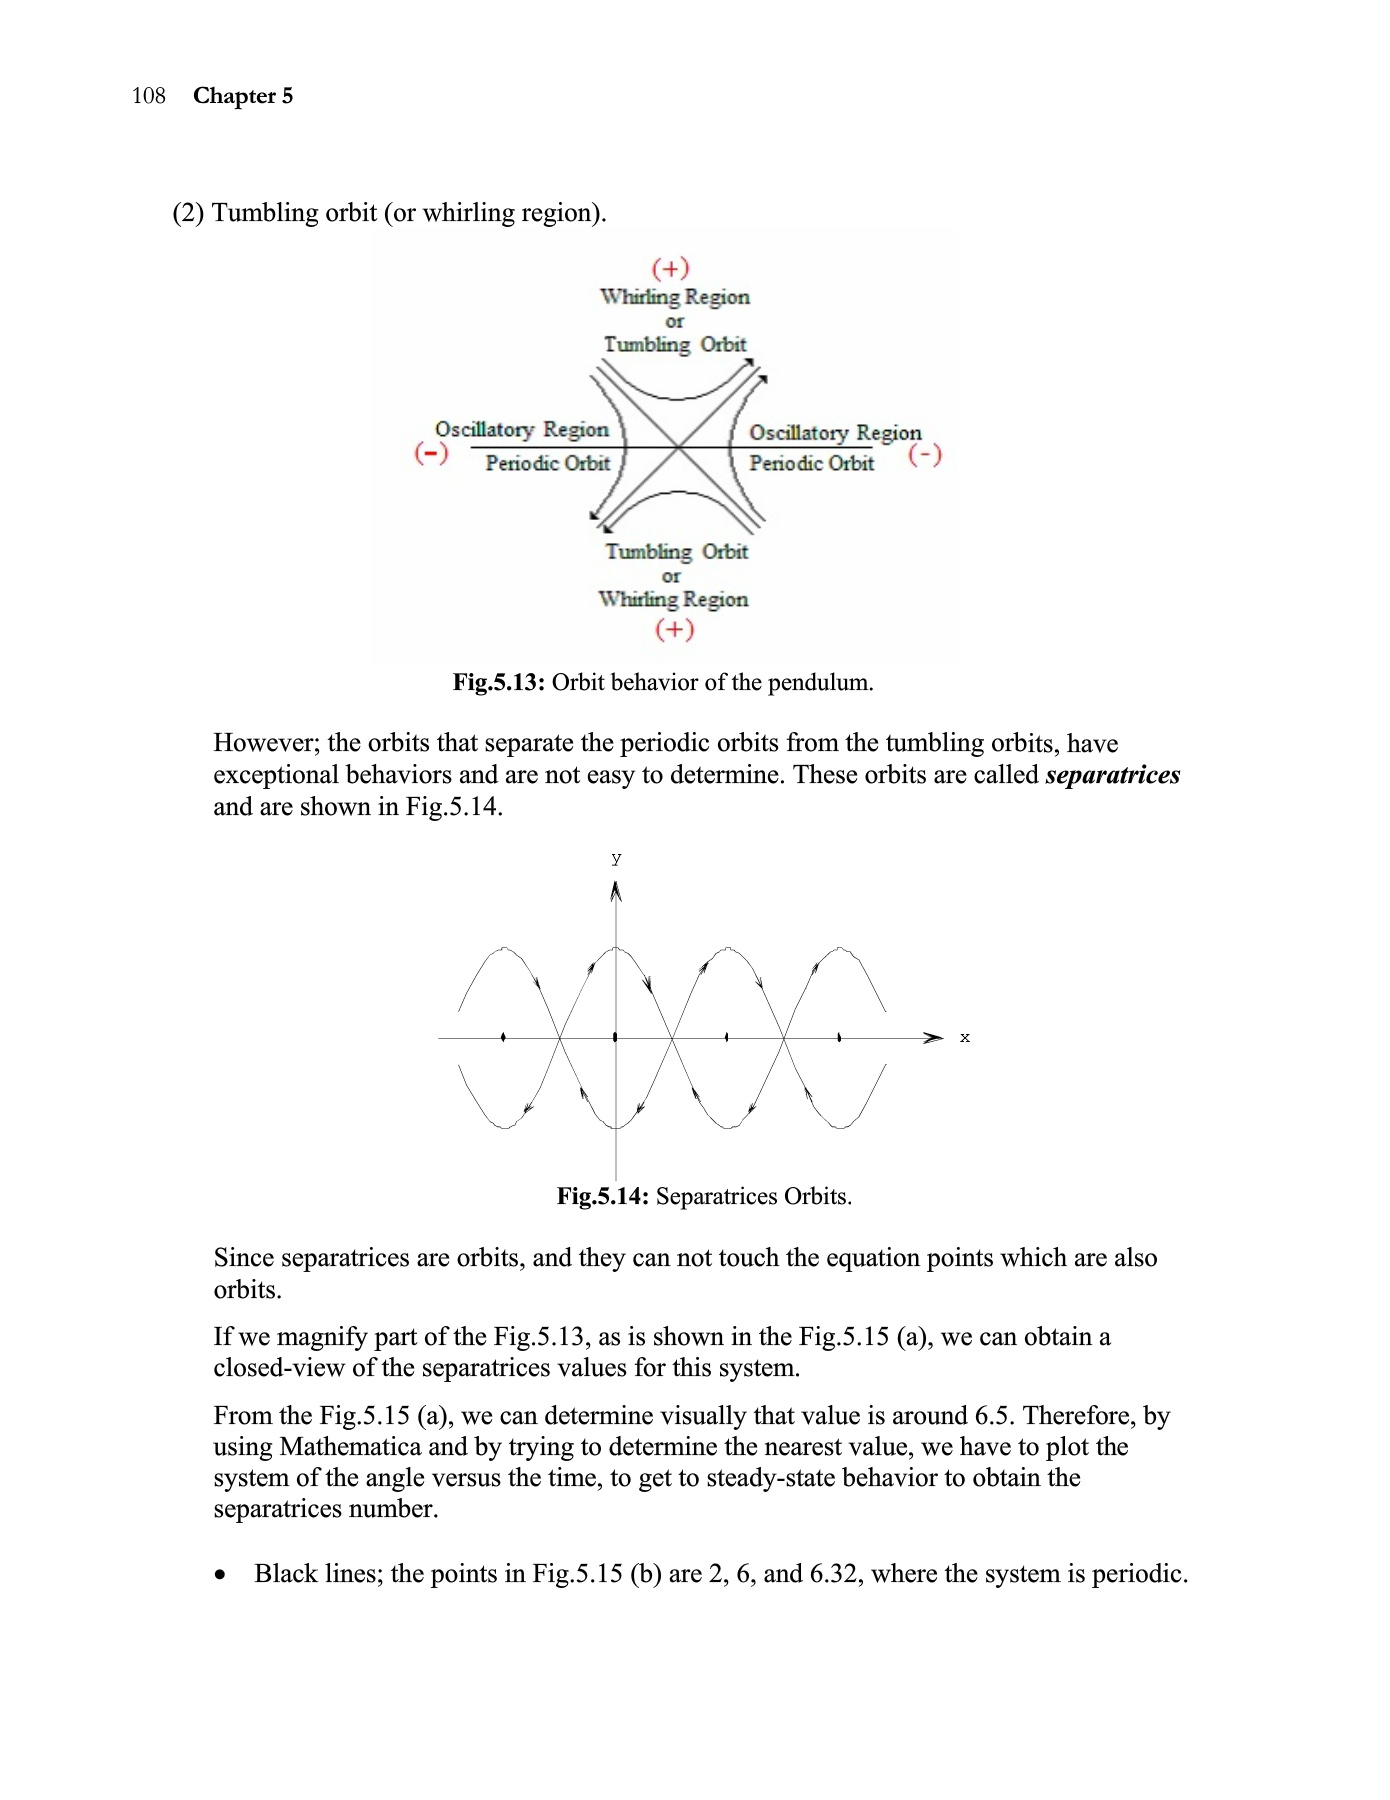 108 Chapter 5
(2) Tumbling orbit (or whirling region).
(+)
Whirling Region
or
Tumbling Orbit
Oscillatory Region
Oscillatory Region
(-)
(-)
Periodic Orbit
Periodic Orbit
Tumbling Orbit
or
Whirling Region
(+)
Fig.5.13: Orbit behavior of the pendulum.
However; the orbits that separate the periodic orbits from the tumbling orbits, have
exceptional behaviors and are not easy to determine. These orbits are called separatrices
and are shown in Fig.5.14.
y
x
Fig.5.14: Separatrices Orbits.
Since separatrices are orbits, and they can not touch the equation points which are also
orbits.
If we magnify part of the Fig.5.13, as is shown in the Fig.5.15 (a), we can obtain a
closed-view of the separatrices values for this system.
From the Fig.5.15 (a), we can determine visually that value is around 6.5. Therefore, by
using Mathematica and by trying to determine the nearest value, we have to plot the
system of the angle versus the time, to get to steady-state behavior to obtain the
separatrices number.
• Black lines; the points in Fig.5.15 (b) are 2, 6, and 6.32, where the system is periodic.